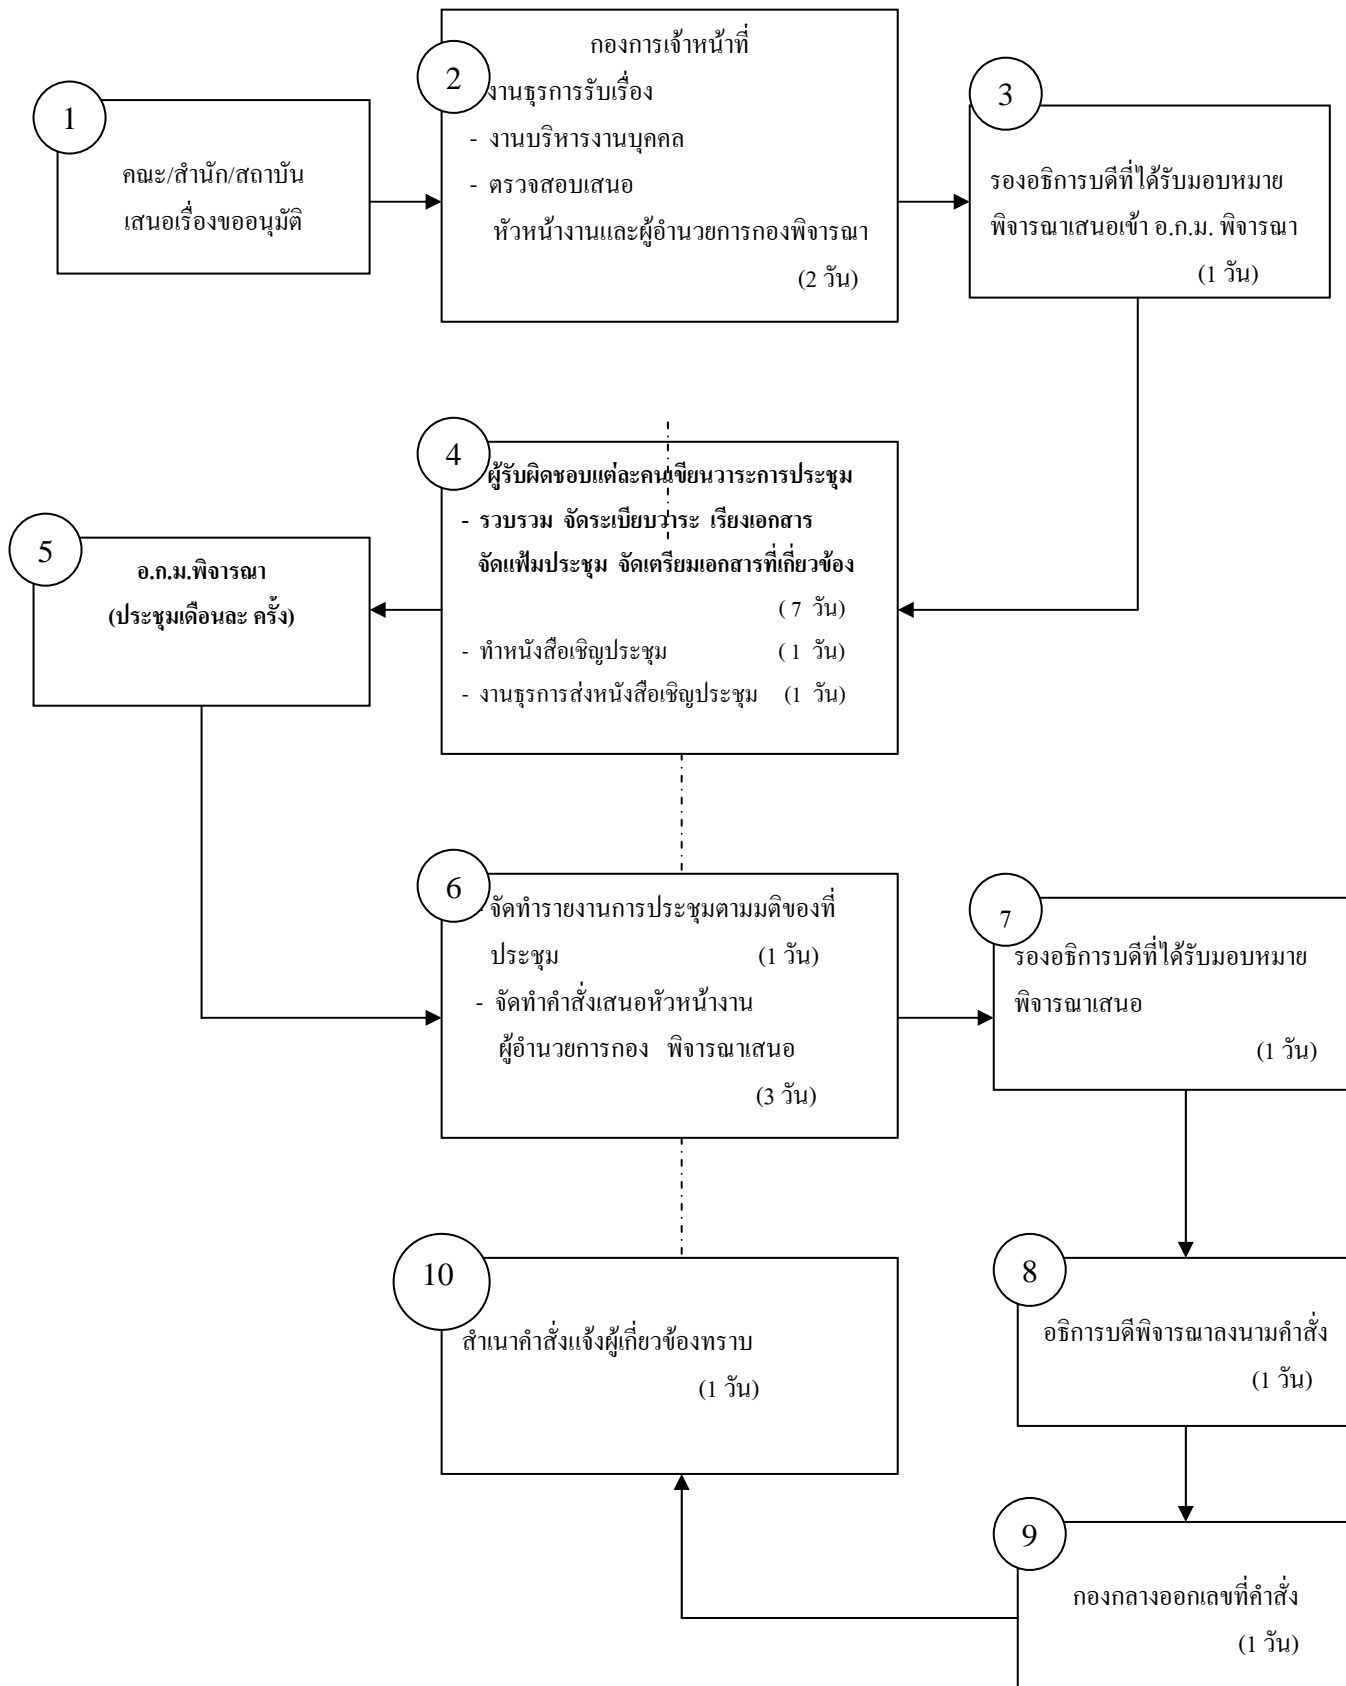 1
คณะ/สำนัก/สถาบัน
เสนอเรื่องขออนุมัติ
2
กองการเจ้าหน้าที่
งานธุรการรับเรื่อง
- งานบริหารงานบุคคล
- ตรวจสอบเสนอ
หัวหน้างานและผู้อำนวยการกองพิจารณา
(2 วัน)
3
รองอธิการบดีที่ได้รับมอบหมาย
พิจารณาเสนอเข้า อ.ก.ม. พิจารณา
(1 วัน)
4
ผู้รับผิดชอบแต่ละคนเขียนวาระการประชุม
- รวบรวม จัดระเบียบวาระ เรียงเอกสาร
จัดแฟ้มประชุม จัดเตรียมเอกสารที่เกี่ยวข้อง
( 7 วัน)
- ทำหนังสือเชิญประชุม ( 1 วัน)
- งานธุรการส่งหนังสือเชิญประชุม (1 วัน)
5
อ.ก.ม.พิจารณา
(ประชุมเดือนละ ครั้ง)
6
- จัดทำรายงานการประชุมตามมติของที่
ประชุม (1 วัน)
- จัดทำคำสั่งเสนอหัวหน้างาน
ผู้อำนวยการกอง พิจารณาเสนอ
(3 วัน)
7
รองอธิการบดีที่ได้รับมอบหมาย
พิจารณาเสนอ
(1 วัน)
8
อธิการบดีพิจารณาลงนามคำสั่ง
(1 วัน)
9
กองกลางออกเลขที่คำสั่ง
(1 วัน)
10
สำเนาคำสั่งแจ้งผู้เกี่ยวข้องทราบ
(1 วัน)